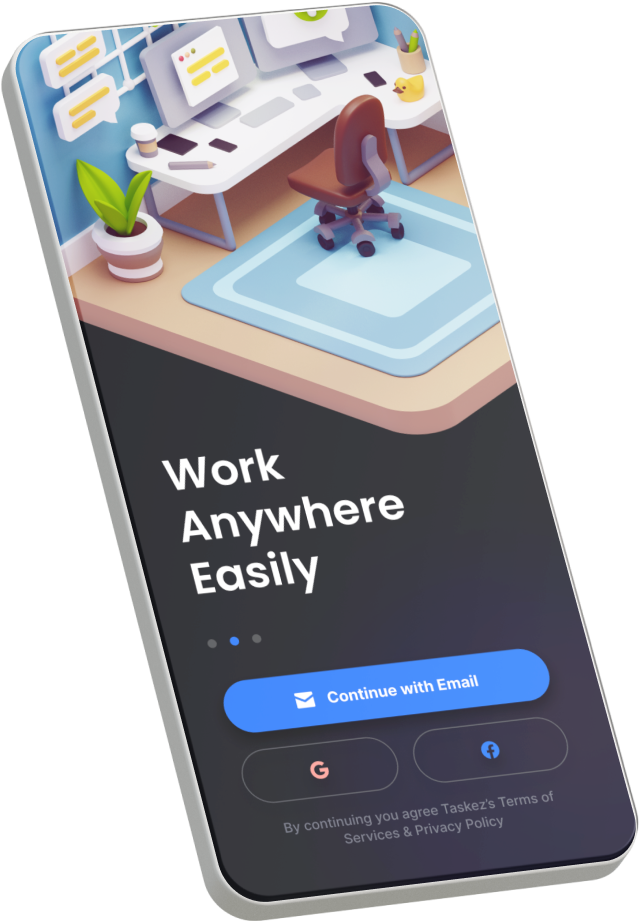 Work
Anywhere
Easily
Continue with Email
By continuing you agree Taskez's Terms of
Services & Privacy Policy